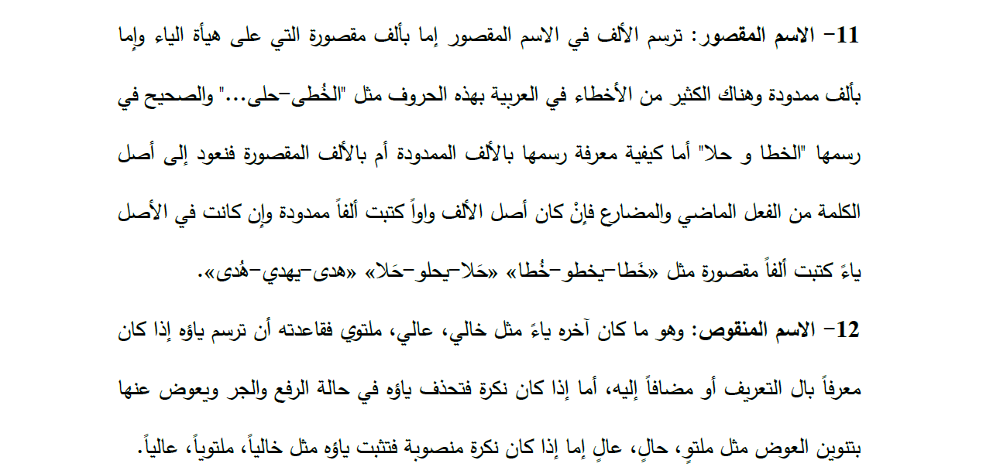 11- الاسم المقصور: ترسم الألف في الاسم المقصور إما بألف مقصورة التي على هيأة الياء وإما
بألف ممدودة وهناك الكثير من الأخطاء في العربية بهذه الحروف مثل "الخُطى-حلى..." والصحيح في
رسمها "الخطا و حلا" أما كيفية معرفة رسمها بالألف الممدودة أم بالألف المقصورة فنعود إلى أصل
الكلمة من الفعل الماضي والمضارع فإنْ كان أصل الألف واواً كتبت ألفاً ممدودة وإن كانت في الأصل
ياءً كتبت ألفاً مقصورة مثل «خَطا-يخطو-خُطا» «حَلا-يحلو-حَلا» «هدى-يهدي-هُدى».
12- الاسم المنقوص: وهو ما كان آخره ياءً مثل خالي، عالي، ملتوي فقاعدته أن ترسم ياؤه إذا كان
معرفاً بال التعريف أو مضافاً إليه، أما إذا كان نكرة فتحذف ياؤه في حالة الرفع والجر ويعوض عنها
بتنوين العوض مثل ملتوٍ، حالٍ، عالٍ إما إذا كان نكرة منصوبة فتثبت ياؤه مثل خالياً، ملتوياً، عالياً.